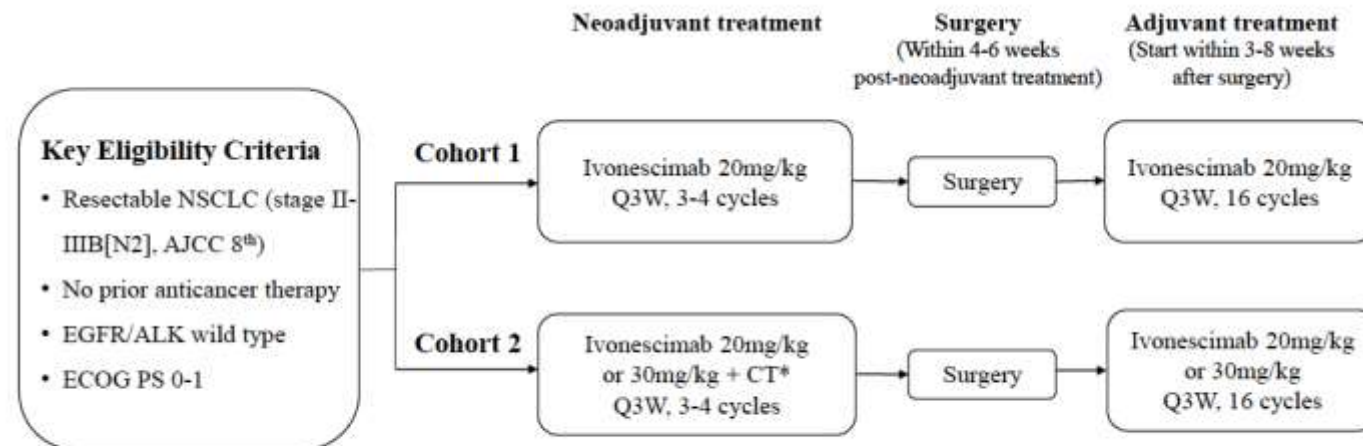 Neoadjuvant treatment
Surgery
(Within 4-6 weeks
post-neoadjuvant treatment)
Adjuvant treatment
(Start within 3-8 weeks
after surgery)
Key Eligibility Criteria
• Resectable NSCLC (stage II-
IIIB[N2], AJCC 8th)
• No prior anticancer therapy
• EGFR/ALK wild type
• ECOG PS 0-1
Cohort 1
Ivonescimab 20mg/kg
Q3W, 3-4 cycles
Surgery
Ivonescimab 20mg/kg
Q3W, 16 cycles
Cohort 2
Ivonescimab 20mg/kg
or 30mg/kg + CT*
Q3W, 3-4 cycles
Surgery
Ivonescimab 20mg/kg
or 30mg/kg
Q3W, 16 cycles